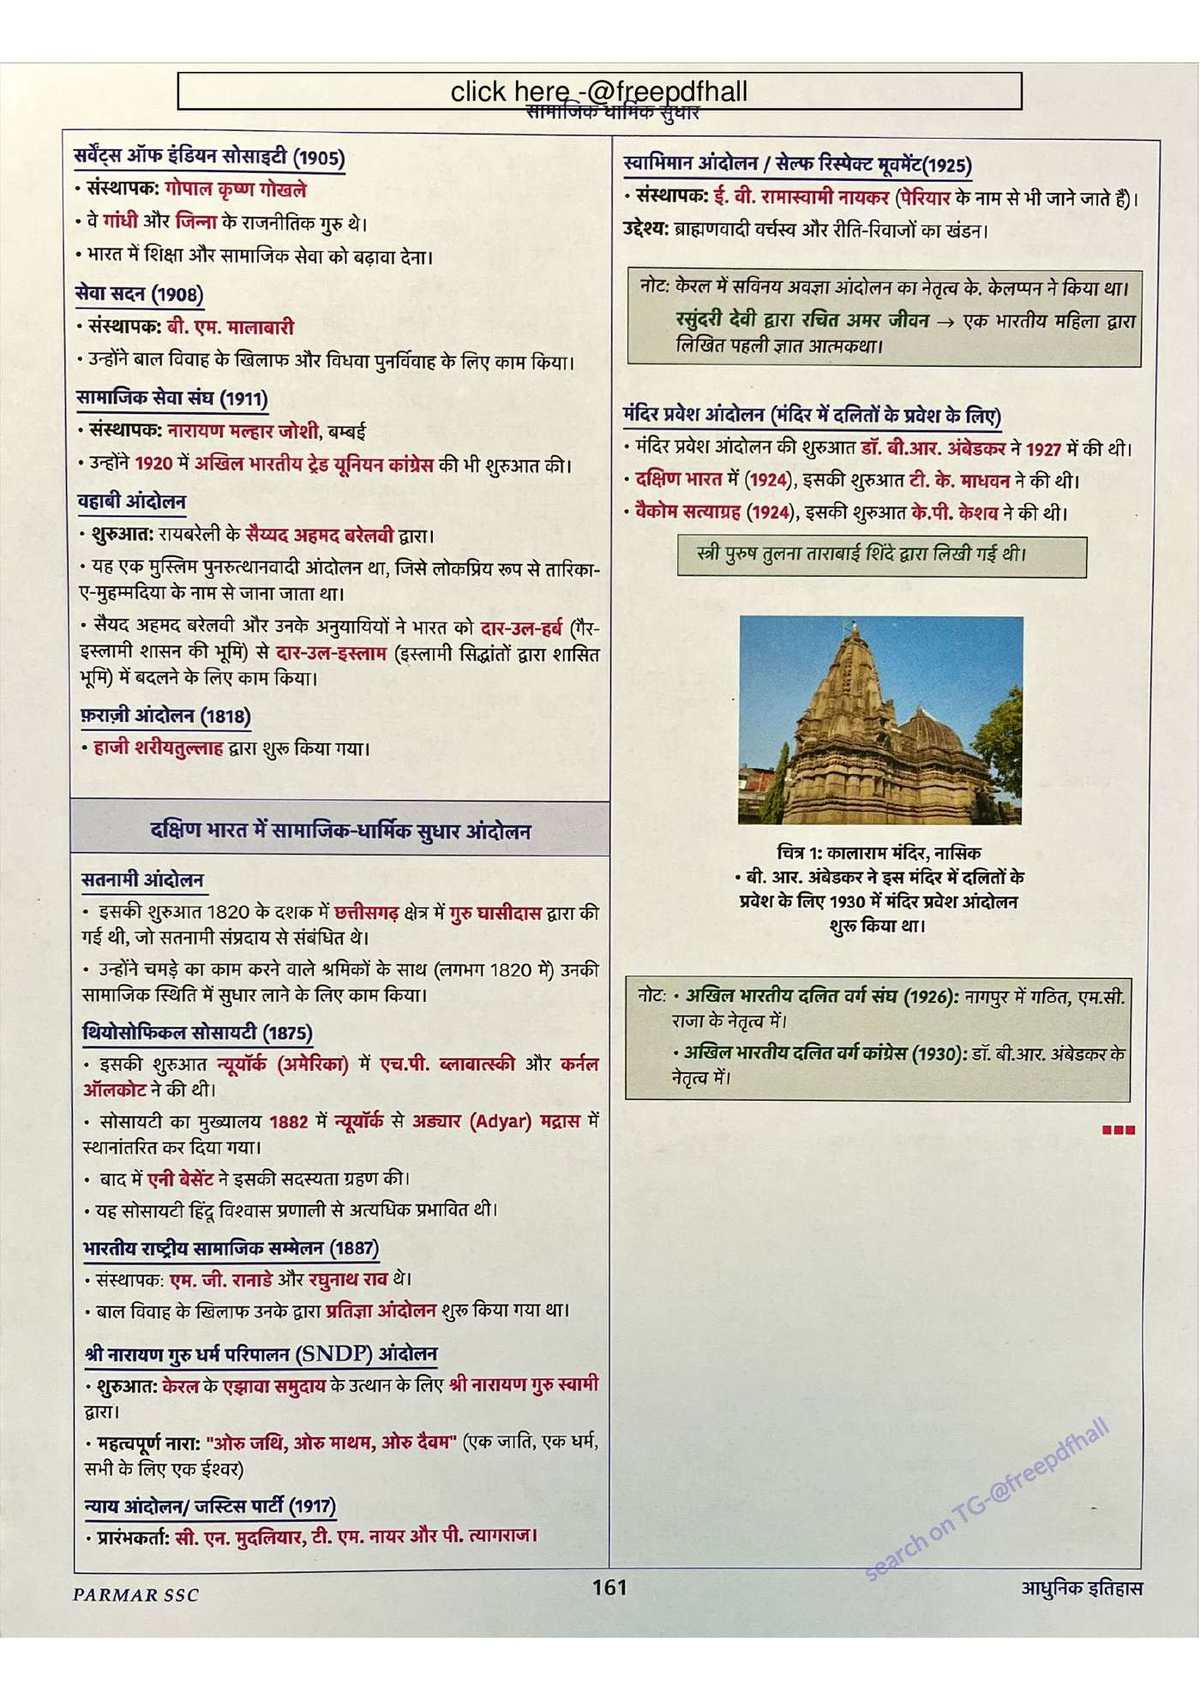 click here -@freepdfhall
सामाजिक धार्मिक सुधार
सर्वेंट्स ऑफ इंडियन सोसाइटी (1905)
• संस्थापक: गोपाल कृष्ण गोखले
• वे गांधी और जिन्ना के राजनीतिक गुरु थे।
• भारत में शिक्षा और सामाजिक सेवा को बढ़ावा देना।
सेवा सदन (1908)
• संस्थापक: बी. एम. मालाबारी
• उन्होंने बाल विवाह के खिलाफ और विधवा पुनर्विवाह के लिए काम किया।
सामाजिक सेवा संघ (1911)
• संस्थापक: नारायण मल्हार जोशी, बम्बई
• उन्होंने 1920 में अखिल भारतीय ट्रेड यूनियन कांग्रेस की भी शुरुआत की।
वहाबी आंदोलन
• शुरुआत: रायबरेली के सैय्यद अहमद बरेलवी द्वारा।
• यह एक मुस्लिम पुनरुत्थानवादी आंदोलन था, जिसे लोकप्रिय रूप से तारिका-
ए-मुहम्मदिया के नाम से जाना जाता था।
• सैयद अहमद बरेलवी और उनके अनुयायियों ने भारत को दार-उल-हर्ब (गैर-
इस्लामी शासन की भूमि) से दार-उल-इस्लाम (इस्लामी सिद्धांतों द्वारा शासित
भूमि) में बदलने के लिए काम किया।
फ़राज़ी आंदोलन (1818)
• हाजी शरीयतुल्लाह द्वारा शुरू किया गया।
दक्षिण भारत में सामाजिक-धार्मिक सुधार आंदोलन
सतनामी आंदोलन
• इसकी शुरुआत 1820 के दशक में छत्तीसगढ़ क्षेत्र में गुरु घासीदास द्वारा की
गई थी, जो सतनामी संप्रदाय से संबंधित थे।
• उन्होंने चमड़े का काम करने वाले श्रमिकों के साथ (लगभग 1820 में) उनकी
सामाजिक स्थिति में सुधार लाने के लिए काम किया।
थियोसोफिकल सोसायटी (1875)
• इसकी शुरुआत न्यूयॉर्क (अमेरिका) में एच.पी. ब्लावात्स्की और कर्नल
ऑलकोट ने की थी।
• सोसायटी का मुख्यालय 1882 में न्यूयॉर्क से अड्यार (Adyar) मद्रास में
स्थानांतरित कर दिया गया।
• बाद में एनी बेसेंट ने इसकी सदस्यता ग्रहण की।
• यह सोसायटी हिंदू विश्वास प्रणाली से अत्यधिक प्रभावित थी।
भारतीय राष्ट्रीय सामाजिक सम्मेलन (1887)
• संस्थापक: एम. जी. रानाडे और रघुनाथ राव थे।
• बाल विवाह के खिलाफ उनके द्वारा प्रतिज्ञा आंदोलन शुरू किया गया था।
श्री नारायण गुरु धर्म परिपालन (SNDP) आंदोलन
• शुरुआत: केरल के एझावा समुदाय के उत्थान के लिए श्री नारायण गुरु स्वामी
द्वारा।
• महत्वपूर्ण नारा: "ओरु जथि, ओरु माथम, ओरु दैवम" (एक जाति, एक धर्म,
सभी के लिए एक ईश्वर)
न्याय आंदोलन/ जस्टिस पार्टी (1917)
• प्रारंभकर्ता: सी. एन. मुदलियार, टी. एम. नायर और पी. त्यागराज।
स्वाभिमान आंदोलन / सेल्फ रिस्पेक्ट मूवमेंट(1925)
• संस्थापक: ई. वी. रामास्वामी नायकर (पेरियार के नाम से भी जाने जाते हैं)।
उद्देश्य: ब्राह्मणवादी वर्चस्व और रीति-रिवाजों का खंडन।
नोट: केरल में सविनय अवज्ञा आंदोलन का नेतृत्व के. केलप्पन ने किया था।
रसुंदरी देवी द्वारा रचित अमर जीवन → एक भारतीय महिला द्वारा
लिखित पहली ज्ञात आत्मकथा।
मंदिर प्रवेश आंदोलन (मंदिर में दलितों के प्रवेश के लिए)
• मंदिर प्रवेश आंदोलन की शुरुआत डॉ. बी.आर. अंबेडकर ने 1927 में की थी।
• दक्षिण भारत में (1924), इसकी शुरुआत टी. के. माधवन ने की थी।
• वैकोम सत्याग्रह (1924), इसकी शुरुआत के.पी. केशव ने की थी।
स्त्री पुरुष तुलना ताराबाई शिंदे द्वारा लिखी गई थी।
चित्र 1: कालाराम मंदिर, नासिक
• बी. आर. अंबेडकर ने इस मंदिर में दलितों के
प्रवेश के लिए 1930 में मंदिर प्रवेश आंदोलन
शुरू किया था।
नोट: • अखिल भारतीय दलित वर्ग संघ (1926): नागपुर में गठित, एम.सी.
राजा के नेतृत्व में।
• अखिल भारतीय दलित वर्ग कांग्रेस (1930): डॉ. बी.आर. अंबेडकर के
नेतृत्व में।
search on TG-@freepdfhall
PARMAR SSC
161
आधुनिक इतिहास